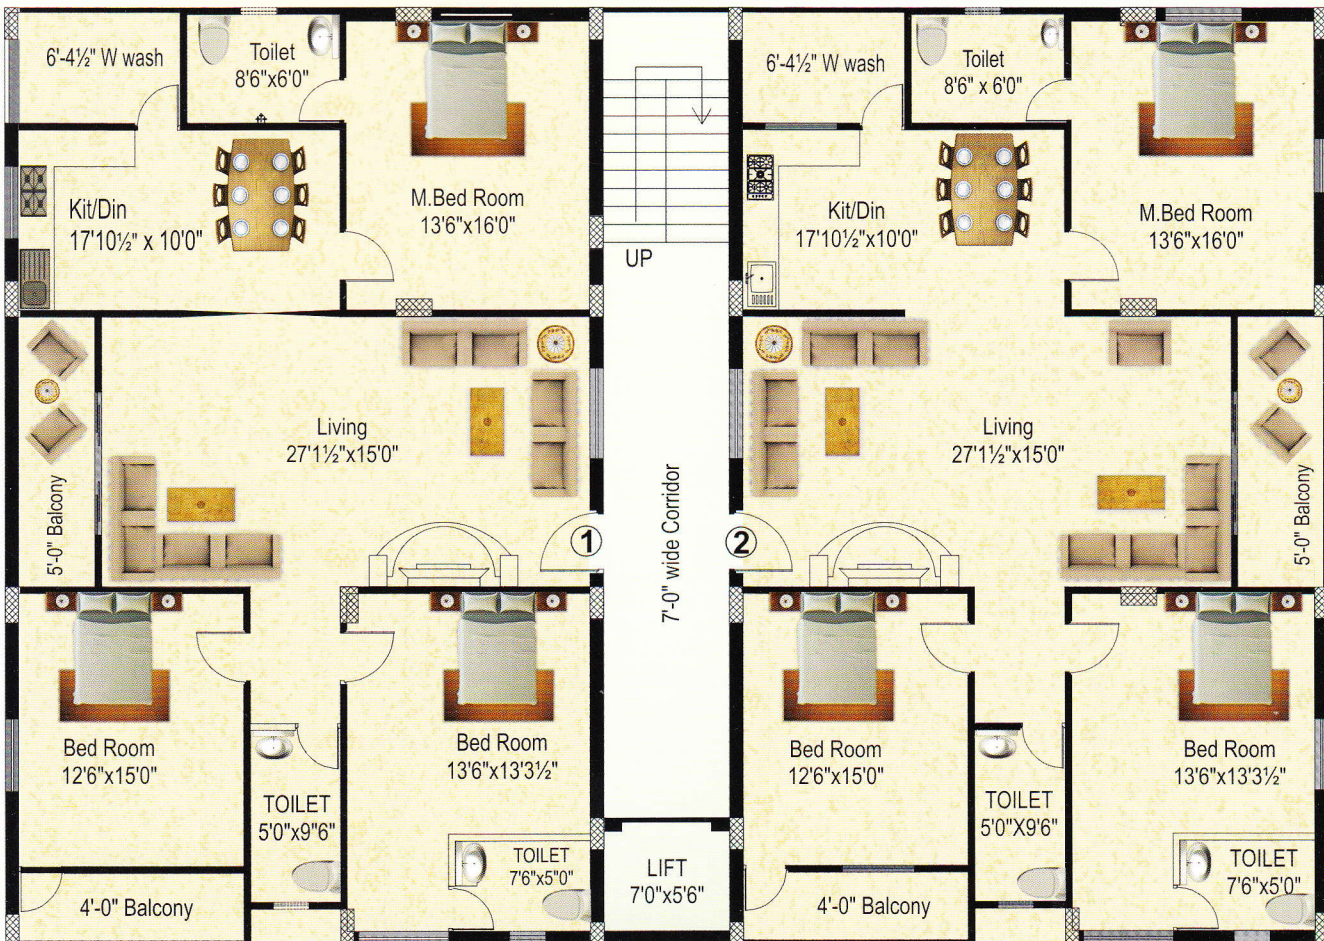 6'-4½" W wash
Toilet
8'6"x6'0"
M.Bed Room
13'6"x16'0"
Kit/Din
17'10½" x 10'0"
Living
27'1½"x15'0"
5'-0" Balcony
1
Bed Room
12'6"x15'0"
TOILET
5'0"x9"6"
Bed Room
13'6"x13'3½"
TOILET
7'6"x5"0"
4'-0" Balcony
UP
7'-0" wide Corridor
LIFT
7'0"x5'6"
6'-4½" W wash
Toilet
8'6" x 6'0"
M.Bed Room
13'6"x16'0"
Kit/Din
17'10½"x10'0"
Living
27'1½"x15'0"
5'-0" Balcony
2
Bed Room
12'6"x15'0"
TOILET
5'0"X9'6"
Bed Room
13'6"x13'3½"
TOILET
7'6"x5'0"
4'-0" Balcony